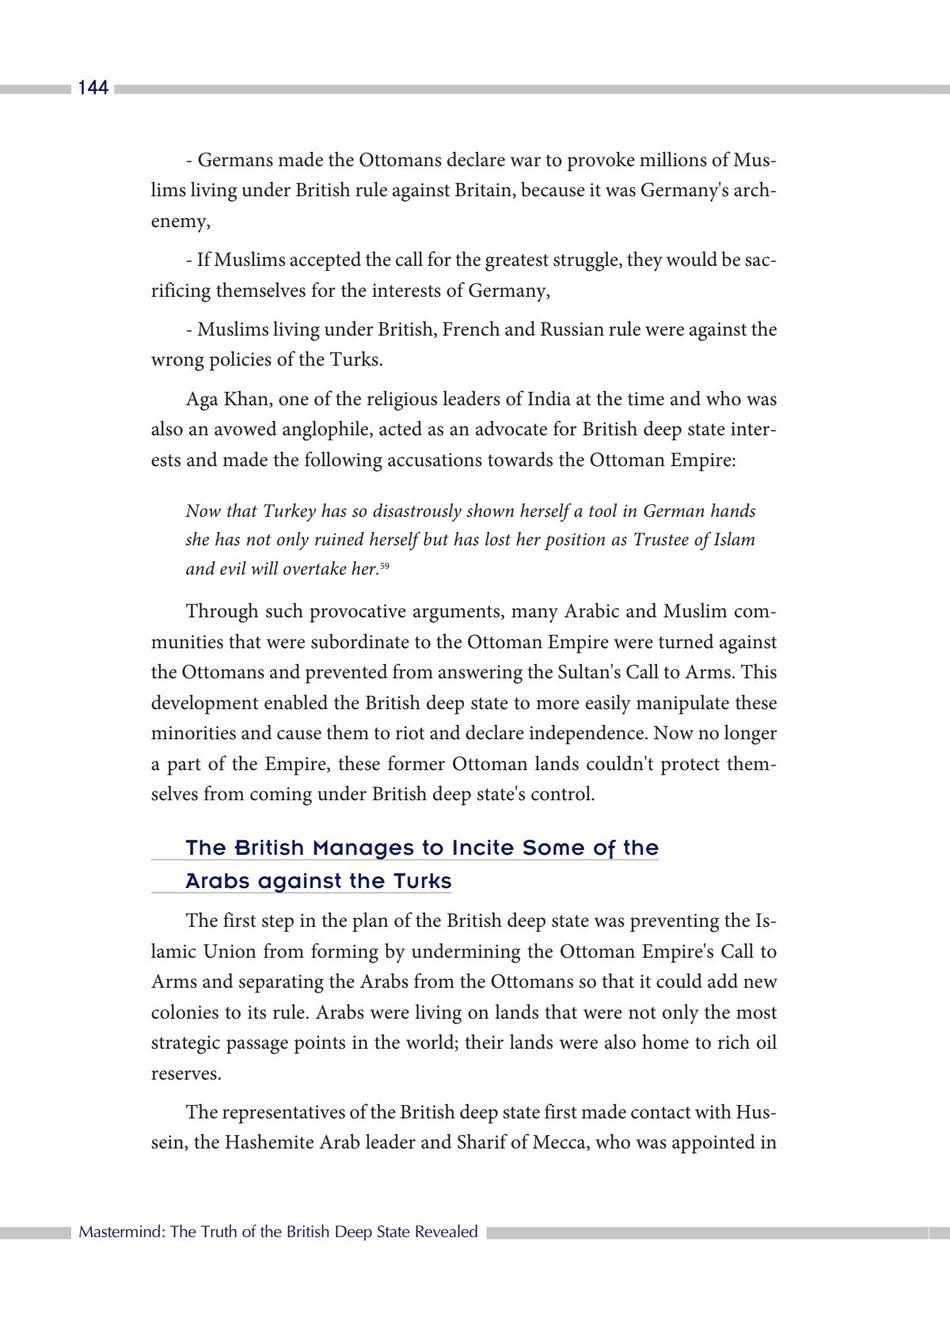 144
- Germans made the Ottomans declare war to provoke millions of Mus-
lims living under British rule against Britain, because it was Germany's arch-
enemy,
- If Muslims accepted the call for the greatest struggle, they would be sac-
rificing themselves for the interests of Germany,
- Muslims living under British, French and Russian rule were against the
wrong policies of the Turks.
Aga Khan, one of the religious leaders of India at the time and who was
also an avowed anglophile, acted as an advocate for British deep state inter-
ests and made the following accusations towards the Ottoman Empire:
Now that Turkey has so disastrously shown herself a tool in German hands
she has not only ruined herself but has lost her position as Trustee of Islam
and evil will overtake her.59
Through such provocative arguments, many Arabic and Muslim com-
munities that were subordinate to the Ottoman Empire were turned against
the Ottomans and prevented from answering the Sultan's Call to Arms. This
development enabled the British deep state to more easily manipulate these
minorities and cause them to riot and declare independence. Now no longer
a part of the Empire, these former Ottoman lands couldn't protect them-
selves from coming under British deep state's control.
The British Manages to Incite Some of the
Arabs against the Turks
The first step in the plan of the British deep state was preventing the Is-
lamic Union from forming by undermining the Ottoman Empire's Call to
Arms and separating the Arabs from the Ottomans so that it could add new
colonies to its rule. Arabs were living on lands that were not only the most
strategic passage points in the world; their lands were also home to rich oil
reserves.
The representatives of the British deep state first made contact with Hus-
sein, the Hashemite Arab leader and Sharif of Mecca, who was appointed in
Mastermind: The Truth of the British Deep State Revealed